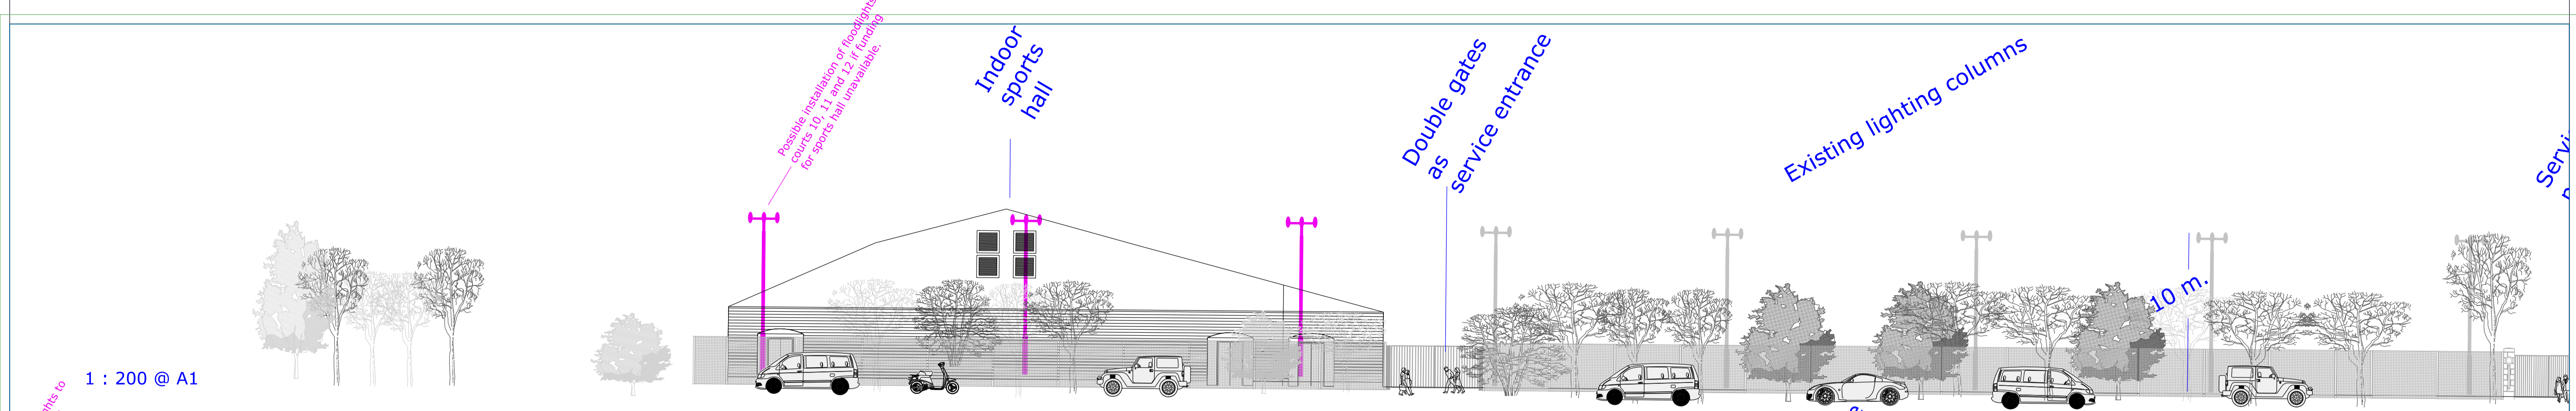 Possible installation of floodlights
courts 10, 11 and 12 if funding
for sports hall unavailable.
Indoor
sports
hall
Double gates
as
service entrance
Existing lighting columns
10 m.
1 : 200 @ A1